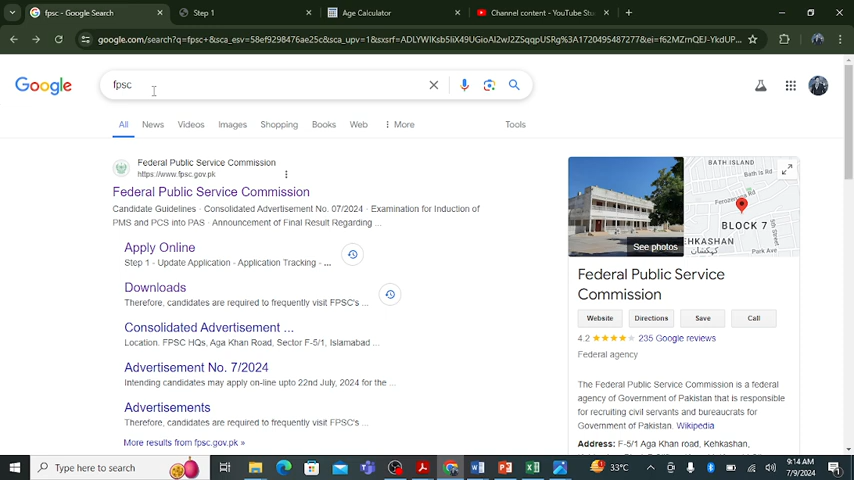 fpsc - Google Search
Step 1
Age Calculator
Channel content - YouTube Stu
google.com/search?q=fpsc+&sca_esv=58ef9298476ae25c&sca_upv=1&sxsrf=
Google
fpsc
All
News
Videos
Images
Shopping
Books
Web
More
Tools
Federal Public Service Commission
https://www.fpsc.gov.pk
Federal Public Service Commission
Candidate Guidelines · Consolidated Advertisement No. 07/2024 · Examination for Induction of
PMS and PCS into PAS · Announcement of Final Result Regarding ...
Apply Online
Step 1 - Update Application - Application Tracking - ...
Downloads
Therefore, candidates are required to frequently visit FPSC's ...
Consolidated Advertisement ...
Location. FPSC HQs, Aga Khan Road, Sector F-5/1, Islamabad ...
Advertisement No. 7/2024
Intending candidates may apply on-line upto 22nd July, 2024 for the ...
Advertisements
Therefore, candidates are required to frequently visit FPSC's ...
More results from fpsc.gov.pk »
See photos
BATH ISLAND
Bath Is Rd
BLOCK 7
KEHKASHAN
کہکشان
Park Ave
Federal Public Service
Commission
Website
Directions
Save
Call
4.2
235 Google reviews
Federal agency
The Federal Public Service Commission is a federal
agency of Government of Pakistan that is responsible
for recruiting civil servants and bureaucrats for
Government of Pakistan. Wikipedia
Address: F-5/1 Aga Khan road, Kehkashan,
Type here to search
33°C
9:14 AM
7/9/2024